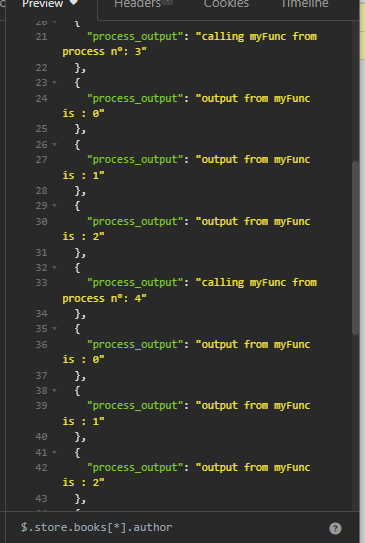 Preview Headers Cookies Timeline
20 {
21 "process_output": "calling myFunc from
process nº: 3"
22 },
23 {
24 "process_output": "output from myFunc
is : 0"
25 },
26 {
27 "process_output": "output from myFunc
is : 1"
28 },
29 {
30 "process_output": "output from myFunc
is : 2"
31 },
32 {
33 "process_output": "calling myFunc from
process nº: 4"
34 },
35 {
36 "process_output": "output from myFunc
is : 0"
37 },
38 {
39 "process_output": "output from myFunc
is : 1"
40 },
41 {
42 "process_output": "output from myFunc
is : 2"
43 },
$.store.books[*].author
?